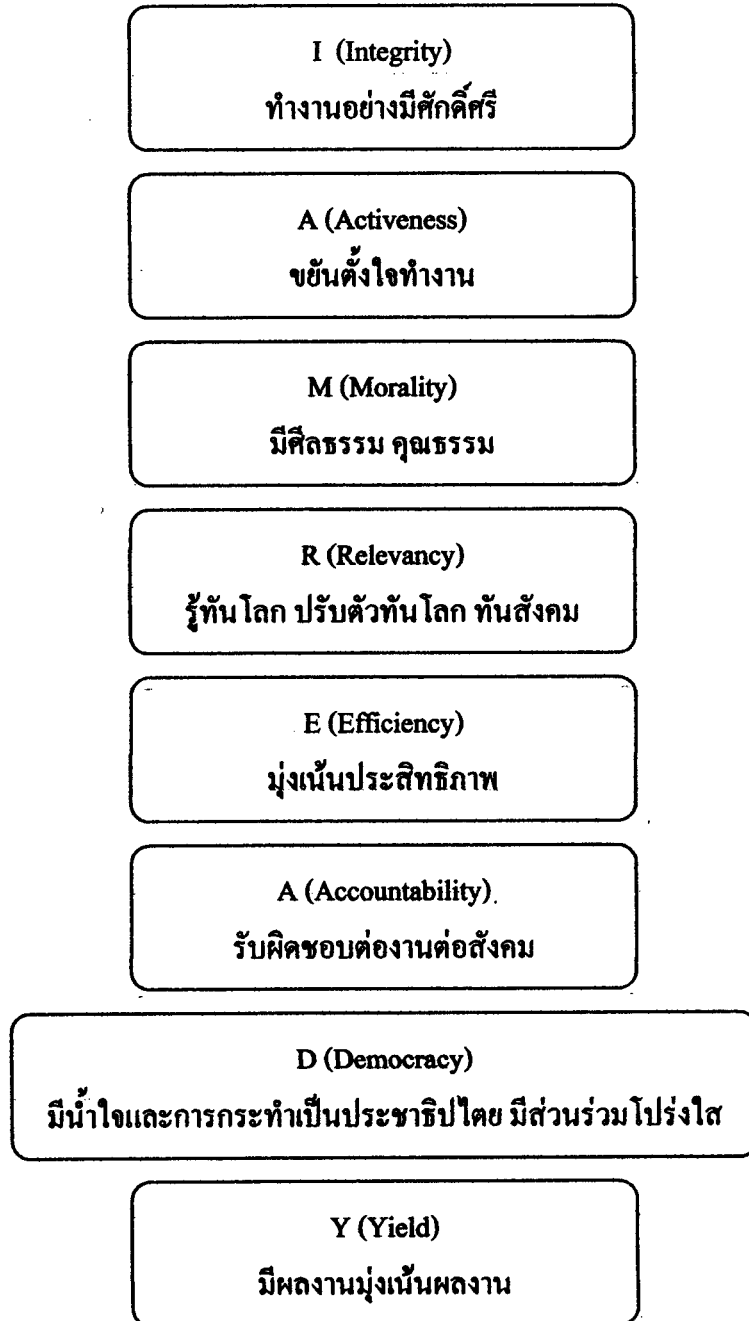 I (Integrity)
ทำงานอย่างมีศักดิ์ศรี
A (Activeness)
ขยันตั้งใจทำงาน
M (Morality)
มีศีลธรรม คุณธรรม
R (Relevancy)
รู้ทันโลก ปรับตัวทันโลก ทันสังคม
E (Efficiency)
มุ่งเน้นประสิทธิภาพ
A (Accountability)
รับผิดชอบต่องานต่อสังคม
D (Democracy)
มีน้ำใจและการกระทำเป็นประชาธิปไตย มีส่วนร่วมโปร่งใส
Y (Yield)
มีผลงานมุ่งเน้นผลงาน